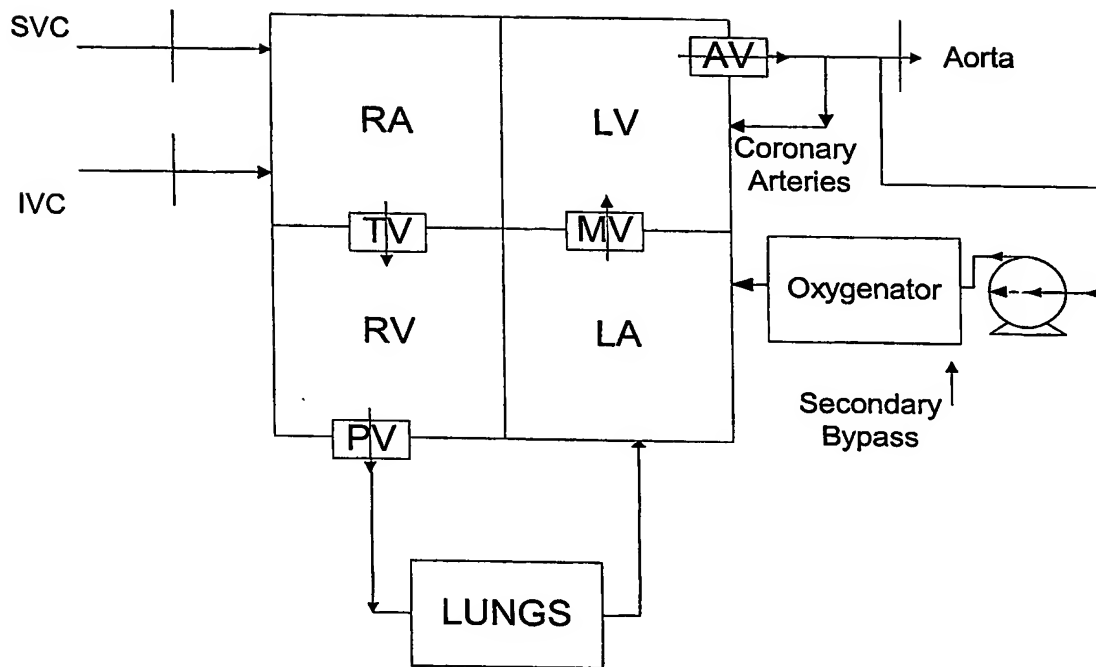 SVC
AV
Aorta
RA
LV
Coronary
Arteries
IVC
TV
MV
Oxygenator
RV
LA
Secondary
Bypass
PV
LUNGS